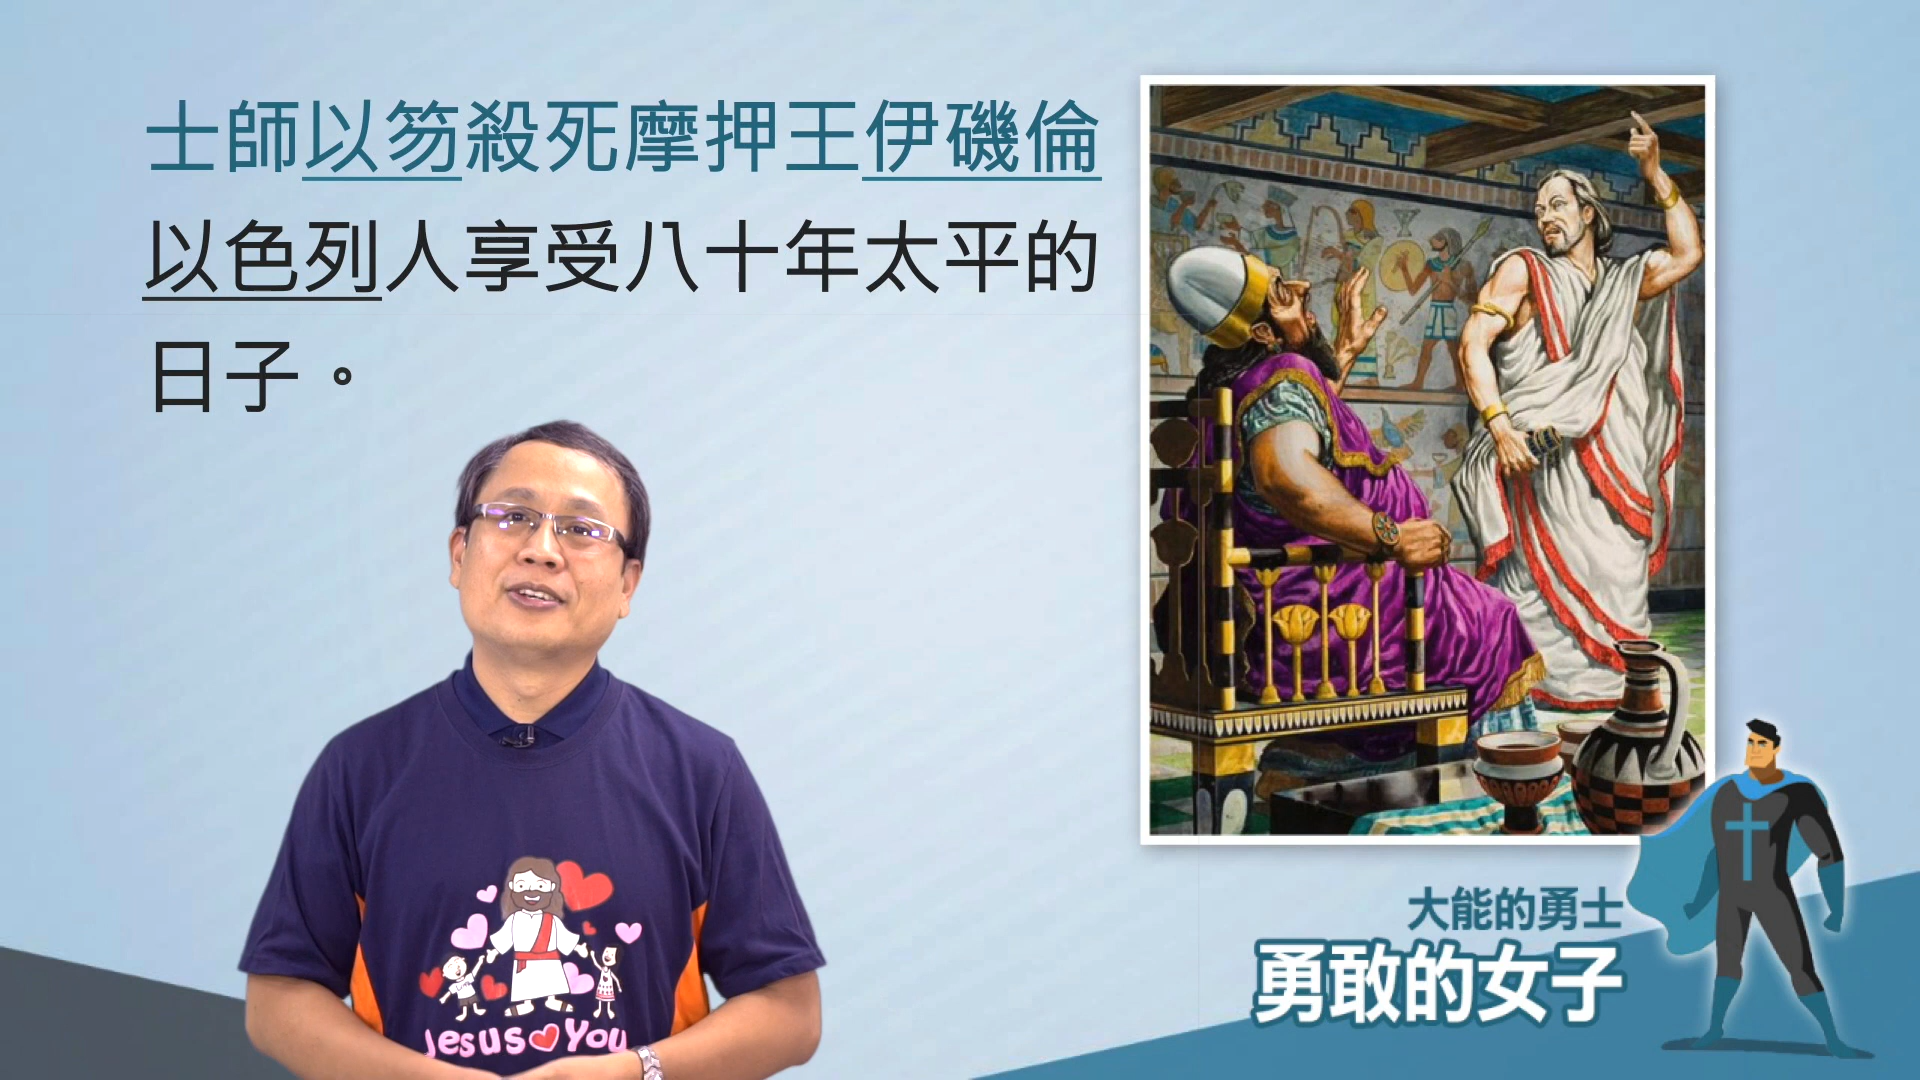 士師以笏殺死摩押王伊磯倫
以色列人享受八十年太平的
日子。
Jesus You
大能的勇士
勇敢的女子